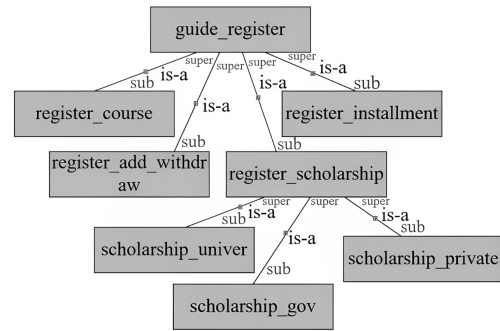 guide_register
super
super
super
super
is-a
is-a
is-a
is-a
sub
sub
register_course
register_installment
sub
sub
register_add_withdr
aw
register_scholarship
super
super
super
is-a
is-a
is-a
sub
sub
sub
scholarship_univer
scholarship_private
scholarship_gov